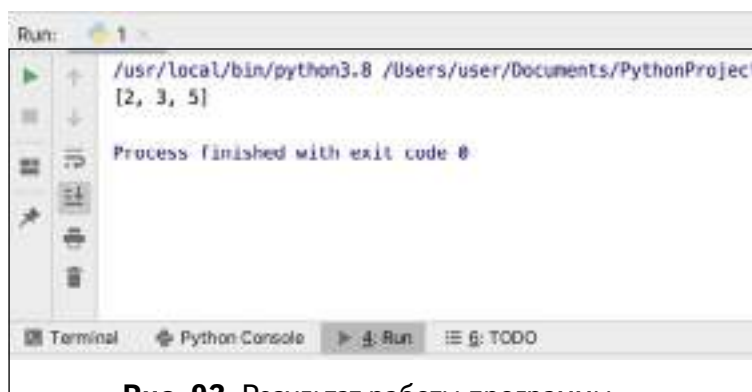 Run: 1 ×
/usr/local/bin/python3.8 /Users/user/Documents/PythonProject
[2, 3, 5]
Process finished with exit code 0
Terminal Python Console 4: Run 6: TODO
Рис. 93. Результат работы программы